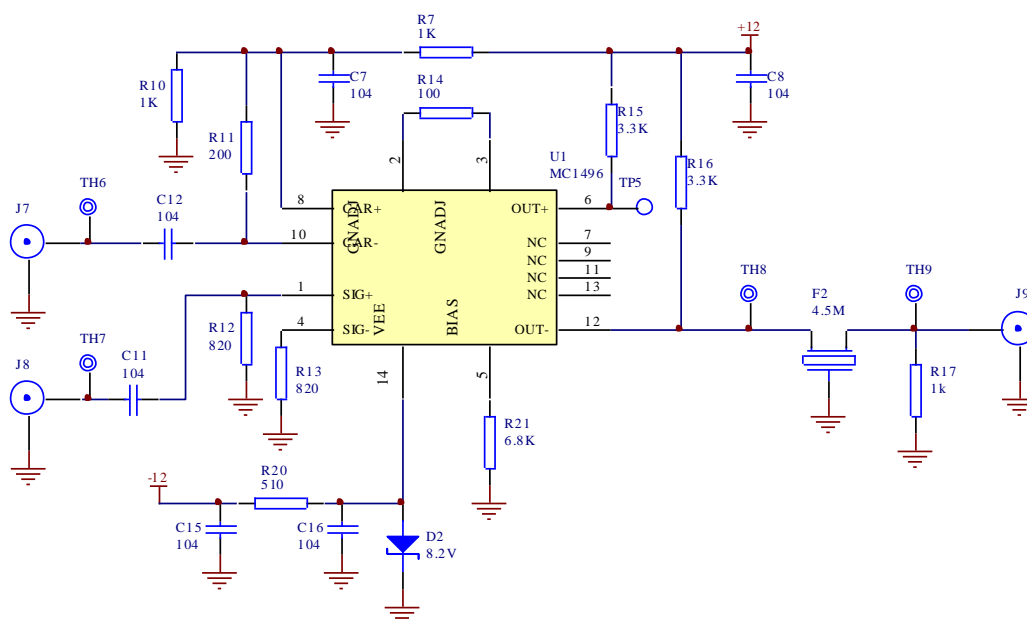 R7
1K
+12
R10
1K
C7
104
R14
100
C8
104
R11
200
R15
3.3K
U1
MC1496
R16
3.3K
TH6
C12
104
J7
TP5
2
3
8
CAR+
GNADJ
GNADJ
OUT+
6
10
CAR-
NC
7
NC
9
NC
11
1
SIG+
NC
13
4
SIG-
VEE
BIAS
OUT-
12
TH8
F2
4.5M
TH9
J9
R12
820
TH7
J8
C11
104
R13
820
14
5
R17
1k
R21
6.8K
-12
R20
510
C15
104
C16
104
D2
8.2V